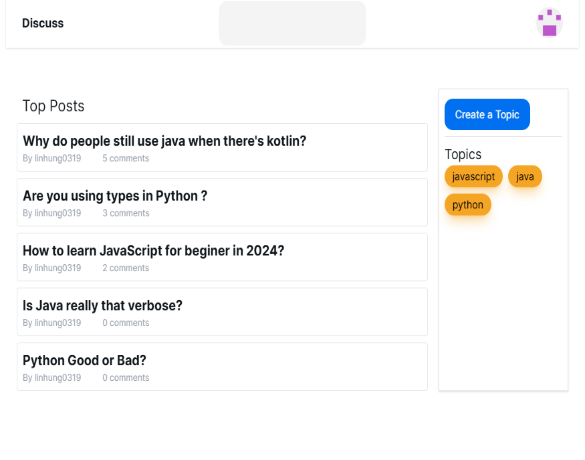 Discuss
Top Posts
Why do people still use java when there's kotlin?
By linhung0319 5 comments
Are you using types in Python ?
By linhung0319 3 comments
How to learn JavaScript for beginer in 2024?
By linhung0319 2 comments
Is Java really that verbose?
By linhung0319 0 comments
Python Good or Bad?
By linhung0319 0 comments
Create a Topic
Topics
javascript java
python